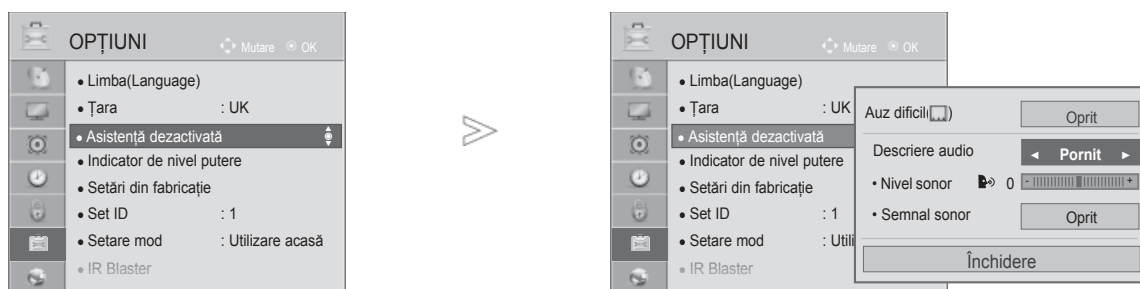 OPȚIUNI
Mutare OK
• Limba(Language)
• Țara : UK
• Asistență dezactivată
• Indicator de nivel putere
• Setări din fabricație
• Set ID : 1
• Setare mod : Utilizare acasă
• IR Blaster
OPȚIUNI
Mutare OK
• Limba(Language)
• Țara : UK
• Asistență dezactivată
• Indicator de nivel putere
• Setări din fabricație
• Set ID : 1
• Setare mod : Utili
• IR Blaster
Auz dificil( ) Oprit
Descriere audio ◄ Pornit ►
• Nivel sonor 0 - +
• Semnal sonor Oprit
Închidere